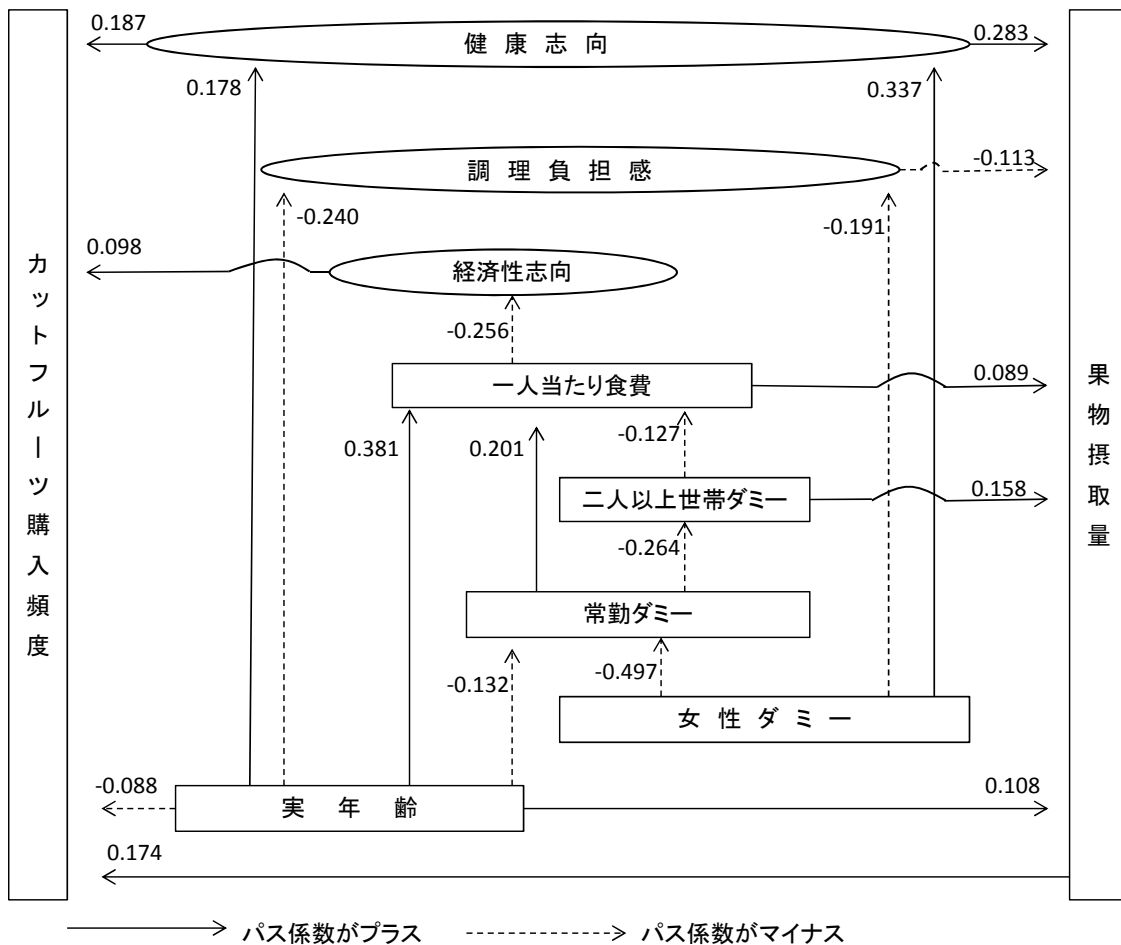 0.187
健康志向
0.283
0.178
0.337
調理負担感
-0.113
-0.240
-0.191
0.098
経済性志向
-0.256
一人当たり食費
0.089
0.381
0.201
-0.127
二人以上世帯ダミー
0.158
-0.264
常勤ダミー
-0.132
-0.497
女性ダミー
-0.088
実年齢
0.108
0.174
カットフルーツ購入頻度
果物摂取量
パス係数がプラス
パス係数がマイナス